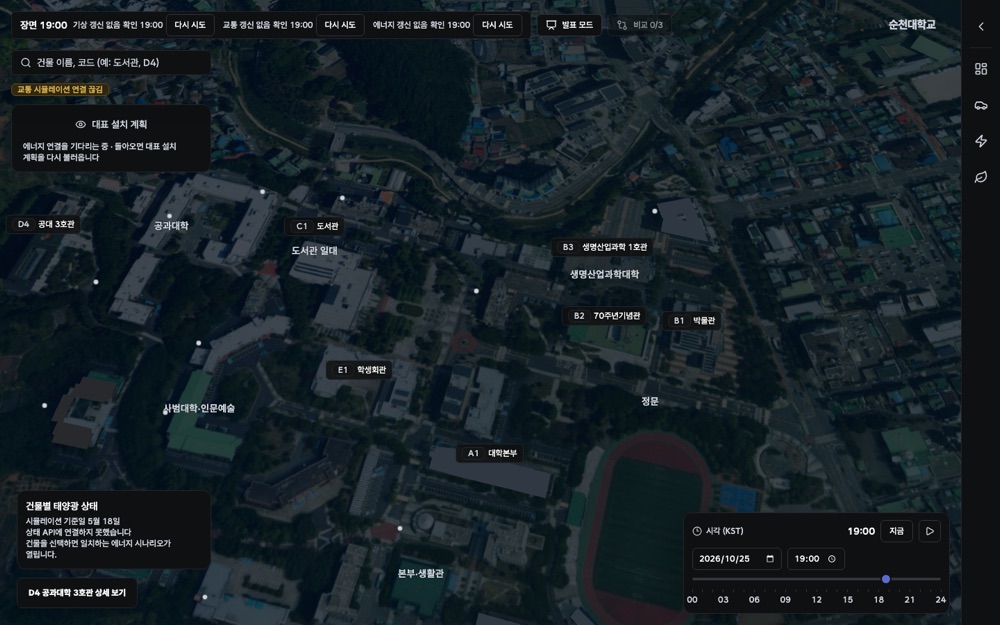 장면 19:00 기상 갱신 없음 확인 19:00 다시 시도 교통 갱신 없음 확인 19:00 다시 시도 에너지 갱신 없음 확인 19:00 다시 시도 발표 모드 비교 0/3 순천대학교
건물 이름, 코드 (예: 도서관, D4)
교통 시뮬레이션 연결 끊김
대표 설치 계획
에너지 연결을 기다리는 중 · 돌아오면 대표 설치
계획을 다시 불러옵니다
D4 공대 3호관
공과대학
C1 도서관
도서관 일대
B3 생명산업과학 1호관
생명산업과학대학
B2 70주년기념관
B1 박물관
E1 학생회관
사범대학·인문예술
정문
A1 대학본부
본부·생활관
건물별 태양광 상태
시뮬레이션 기준일 5월 18일
상태 API에 연결하지 못했습니다
건물을 선택하면 일치하는 에너지 시나리오가
열립니다.
D4 공과대학 3호관 상세 보기
시각 (KST) 19:00 지금
2026/10/25 19:00
00 03 06 09 12 15 18 21 24